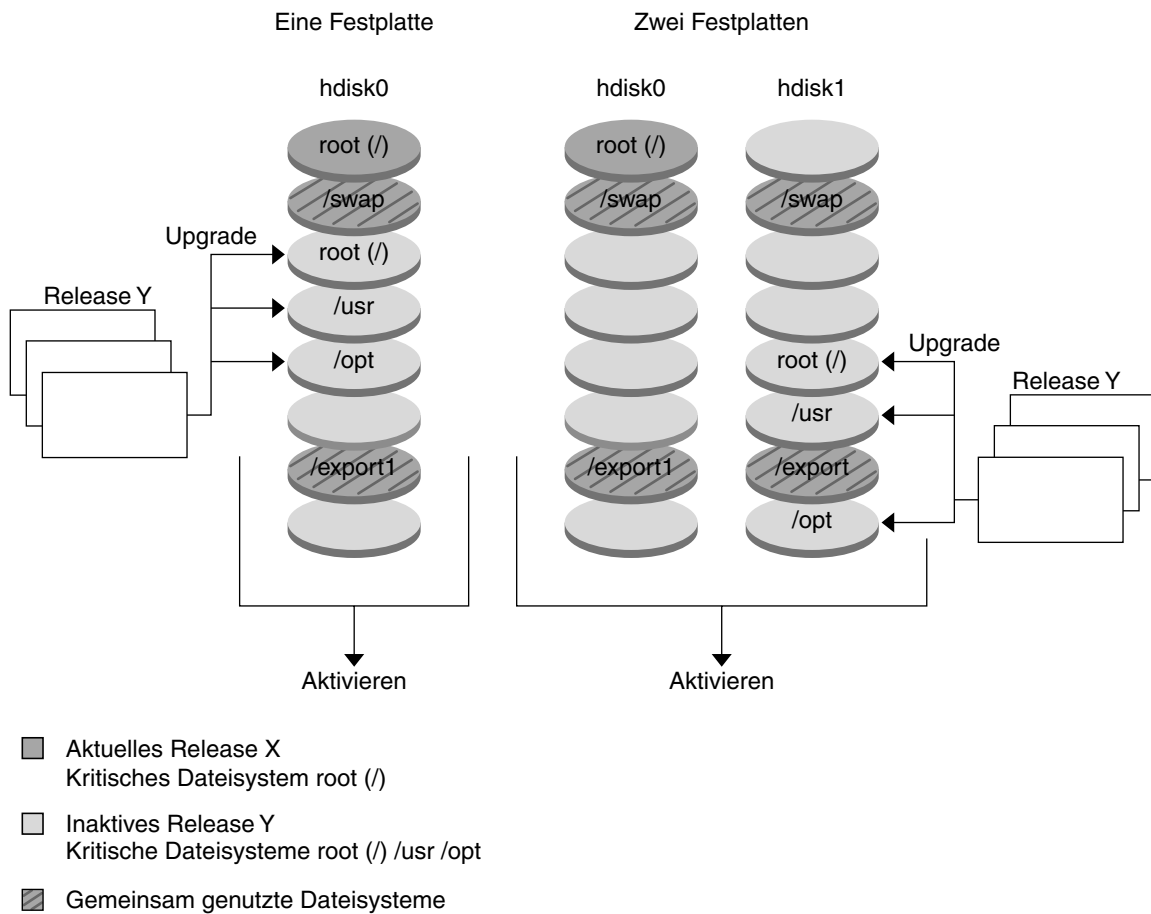 Eine Festplatte
Zwei Festplatten
hdisk0
hdisk0
hdisk1
root (/)
/swap
root (/)
/usr
/opt
/export1
Upgrade
Release Y
root (/)
/swap
/export1
/swap
root (/)
/usr
/export
/opt
Upgrade
Release Y
Aktivieren
Aktivieren
Aktuelles Release X
Kritisches Dateisystem root (/)
Inaktives Release Y
Kritische Dateisysteme root (/) /usr /opt
Gemeinsam genutzte Dateisysteme